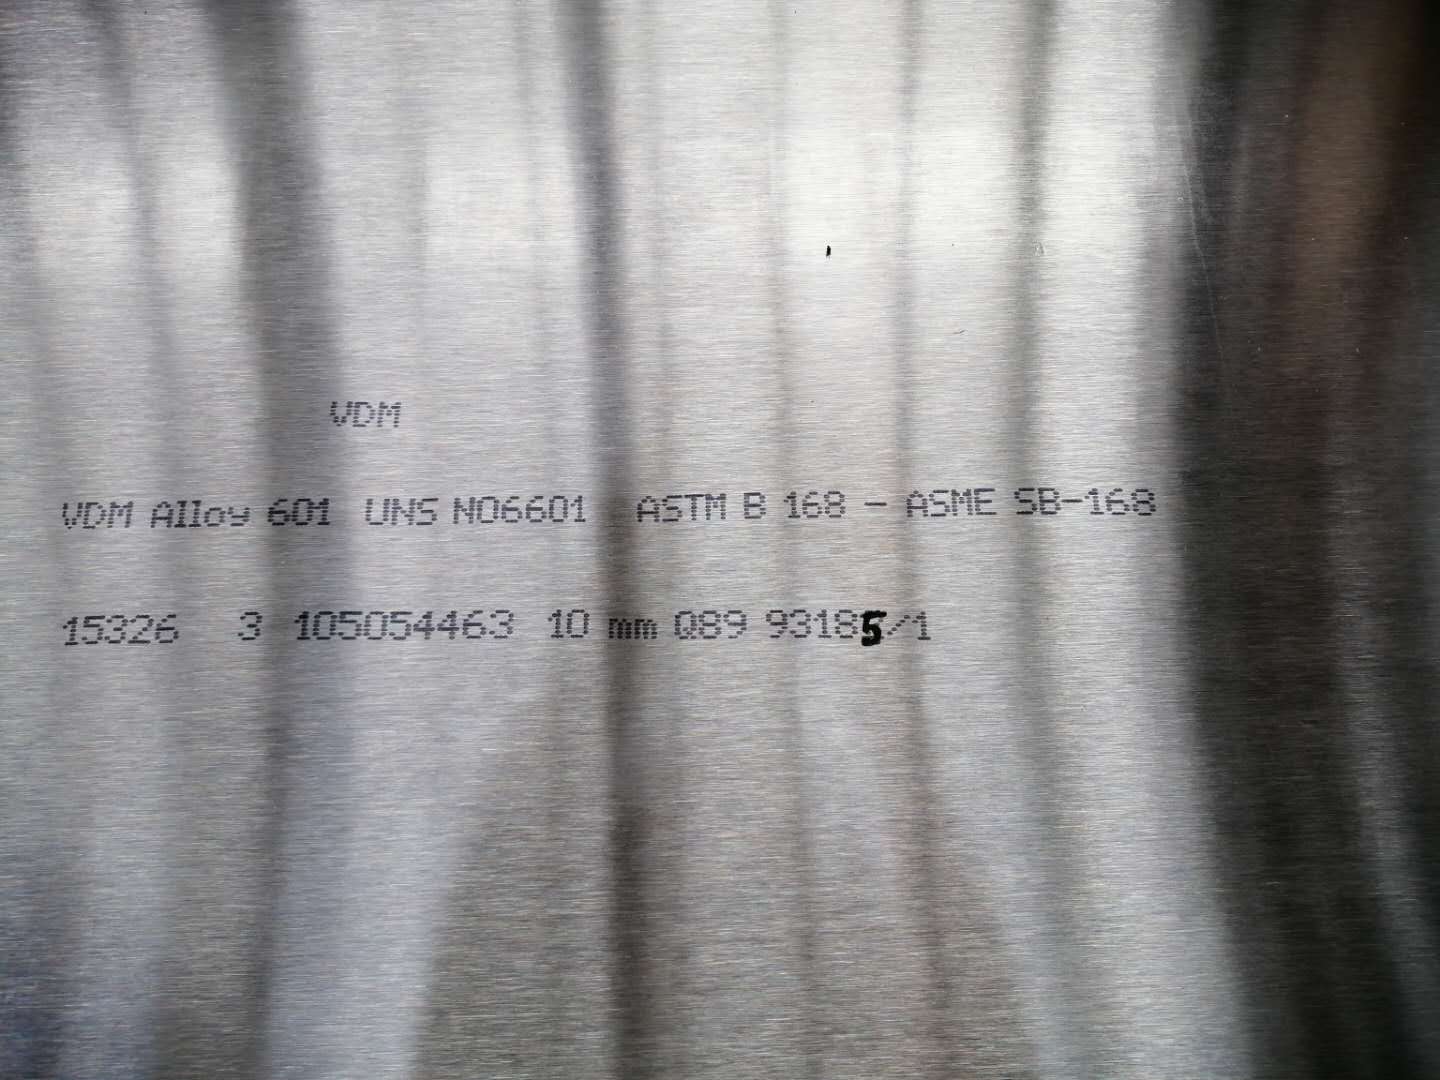 VDM
VDM Alloy 601 UNS N06601 ASTM B 168 - ASME SB-168
15326 3 105054463 10 mm Q89 93185/1